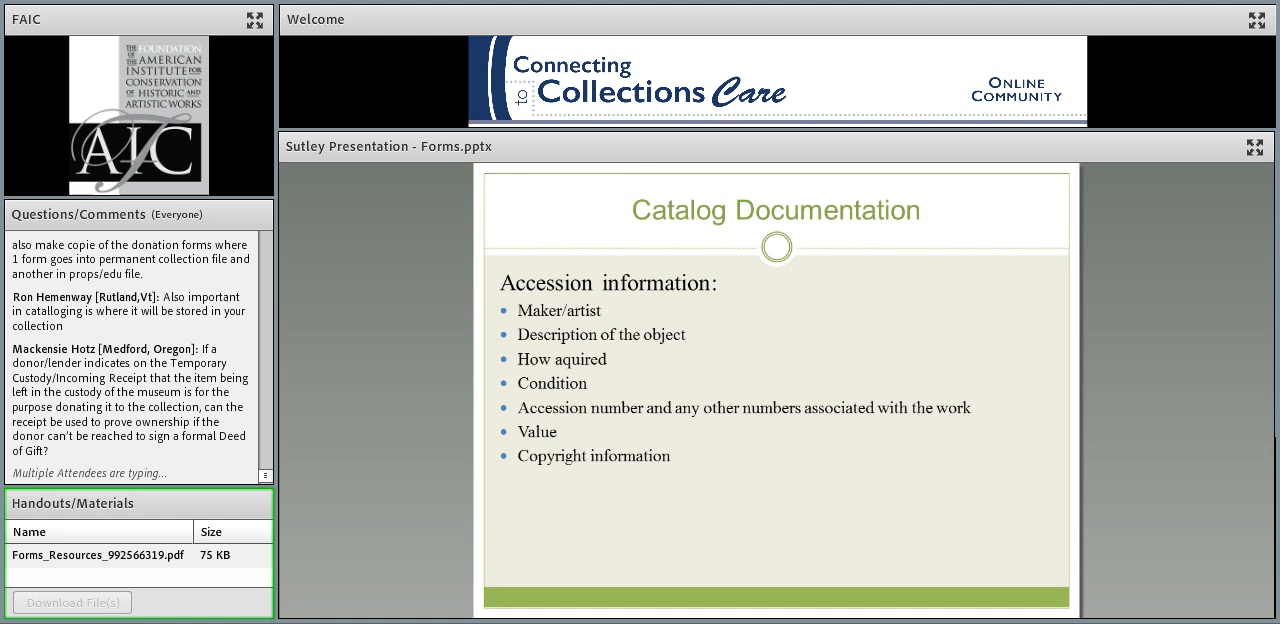 FAIC
THE FOUNDATION
OF THE AMERICAN
INSTITUTE FOR
CONSERVATION
OF HISTORIC AND
ARTISTIC WORKS
FAIC
Questions/Comments (Everyone)
also make copie of the donation forms where
1 form goes into permanent collection file and
another in props/edu file.
Ron Hemenway [Rutland,Vt]: Also important
in catalloging is where it will be stored in your
collection
Mackensie Hotz [Medford, Oregon]: If a
donor/lender indicates on the Temporary
Custody/Incoming Receipt that the item being
left in the custody of the museum is for the
purpose donating it to the collection, can the
receipt be used to prove ownership if the
donor can't be reached to sign a formal Deed
of Gift?
Multiple Attendees are typing...
Handouts/Materials
Name Size
Forms_Resources_992566319.pdf 75 KB
Download File(s)
Welcome
Connecting
to Collections Care
ONLINE
COMMUNITY
Sutley Presentation - Forms.pptx
Catalog Documentation
Accession information:
• Maker/artist
• Description of the object
• How aquired
• Condition
• Accession number and any other numbers associated with the work
• Value
• Copyright information